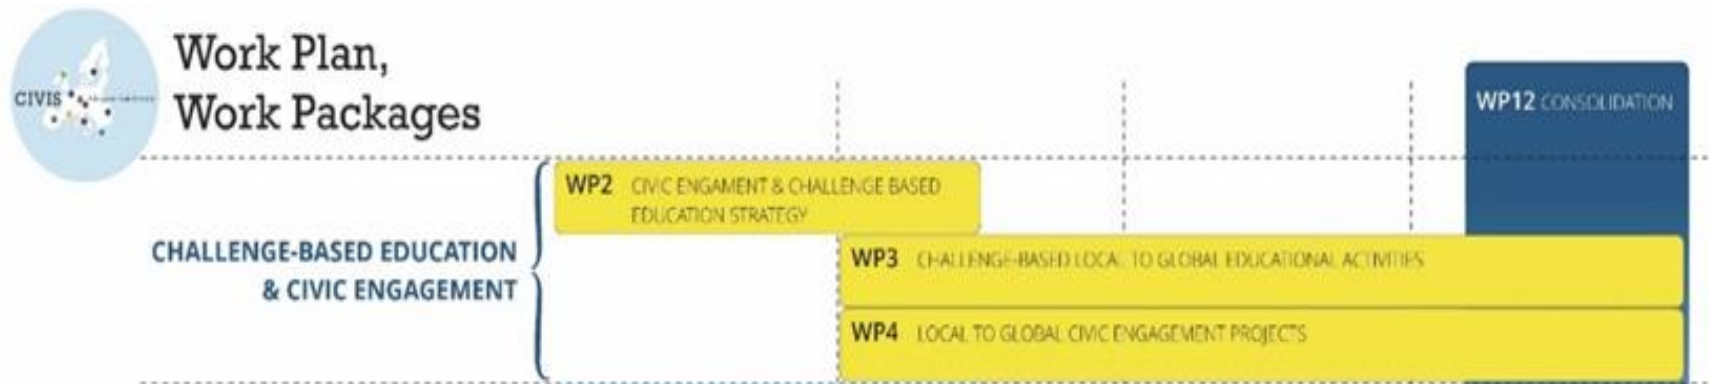 CIVIS
Work Plan,
Work Packages
WP12 CONSOLIDATION
WP2 CIVIC ENGAMENT & CHALLENGE BASED
EDUCATION STRATEGY
CHALLENGE-BASED EDUCATION
& CIVIC ENGAGEMENT
WP3 CHALLENGE-BASED LOCAL TO GLOBAL EDUCATIONAL ACTIVITIES
WP4 LOCAL TO GLOBAL CIVIC ENGAGEMENT PROJECTS